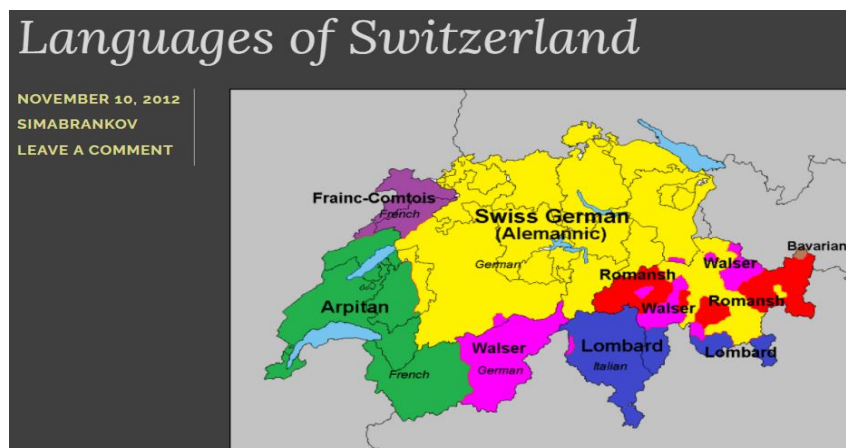 Languages of Switzerland
NOVEMBER 10, 2012
SIMABRANKOV
LEAVE A COMMENT
Frainc-Comtois
French
Swiss German
(Alemannic)
German
Bavarian
Walser
Romansh
Romansh
Walser
Arpitan
Walser
Lombard
Lombard
Italian
French
German